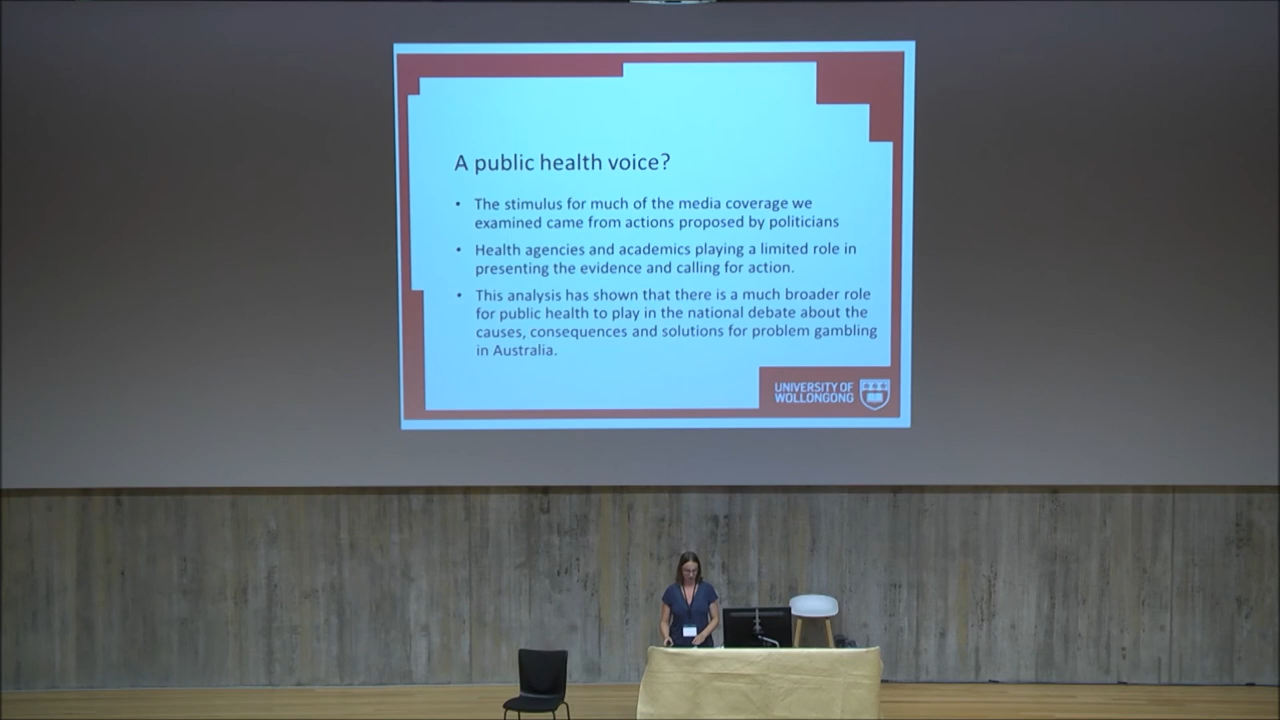 A public health voice?
• The stimulus for much of the media coverage we
examined came from actions proposed by politicians
• Health agencies and academics playing a limited role in
presenting the evidence and calling for action.
• This analysis has shown that there is a much broader role
for public health to play in the national debate about the
causes, consequences and solutions for problem gambling
in Australia.
UNIVERSITY OF
WOLLONGONG